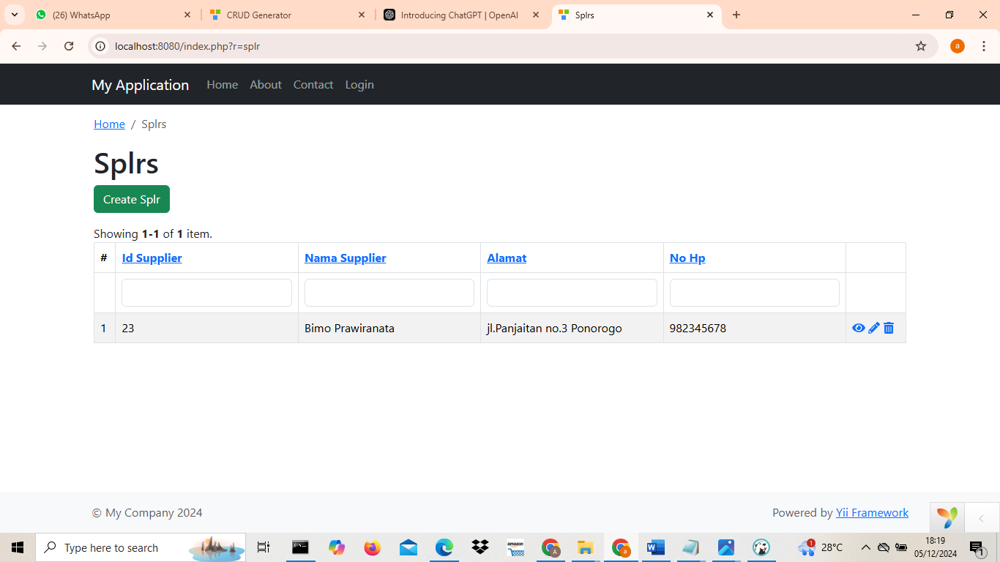 (26) WhatsApp
CRUD Generator
Introducing ChatGPT | OpenAI
Splrs
localhost:8080/index.php?r=splr
a
My Application Home About Contact Login
Home / Splrs
Splrs
Create Splr
Showing 1-1 of 1 item.
# Id Supplier Nama Supplier Alamat No Hp
1 23 Bimo Prawiranata jl.Panjaitan no.3 Ponorogo 982345678
© My Company 2024
Powered by Yii Framework
Type here to search
amazon
A
a
1
28°C
18:19
05/12/2024
1